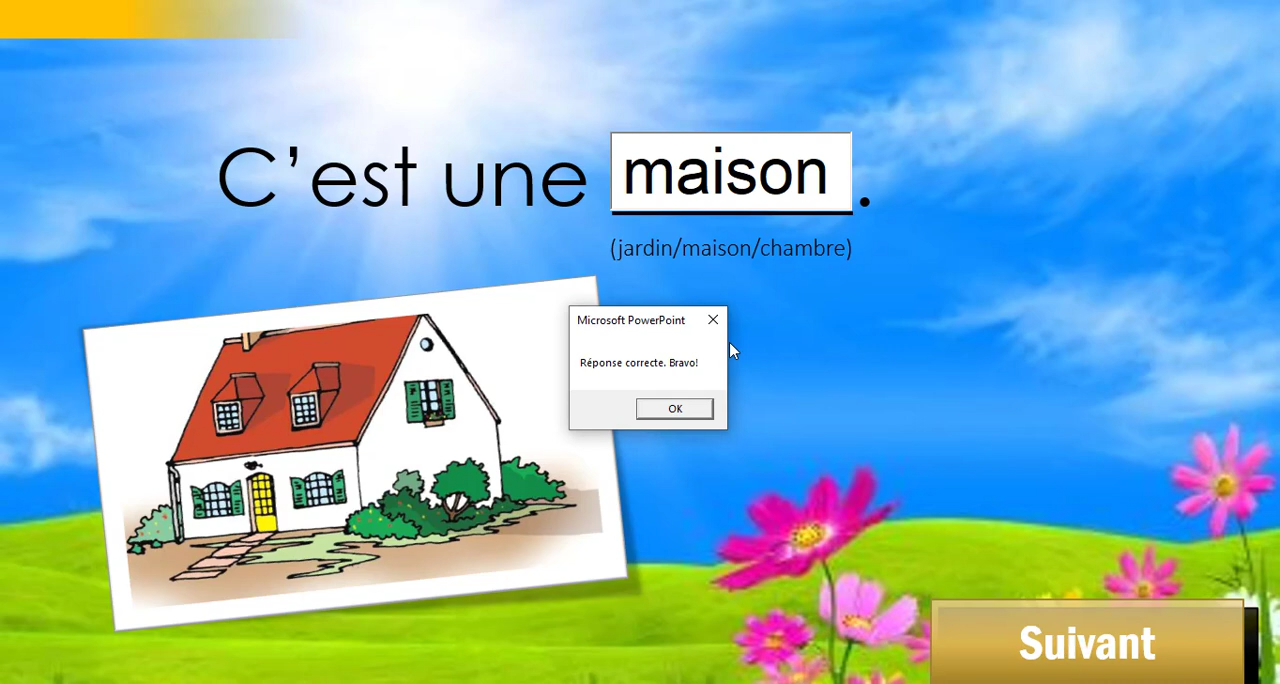 C’est une maison.
(jardin/maison/chambre)
Microsoft PowerPoint
Réponse correcte. Bravo!
OK
Suivant